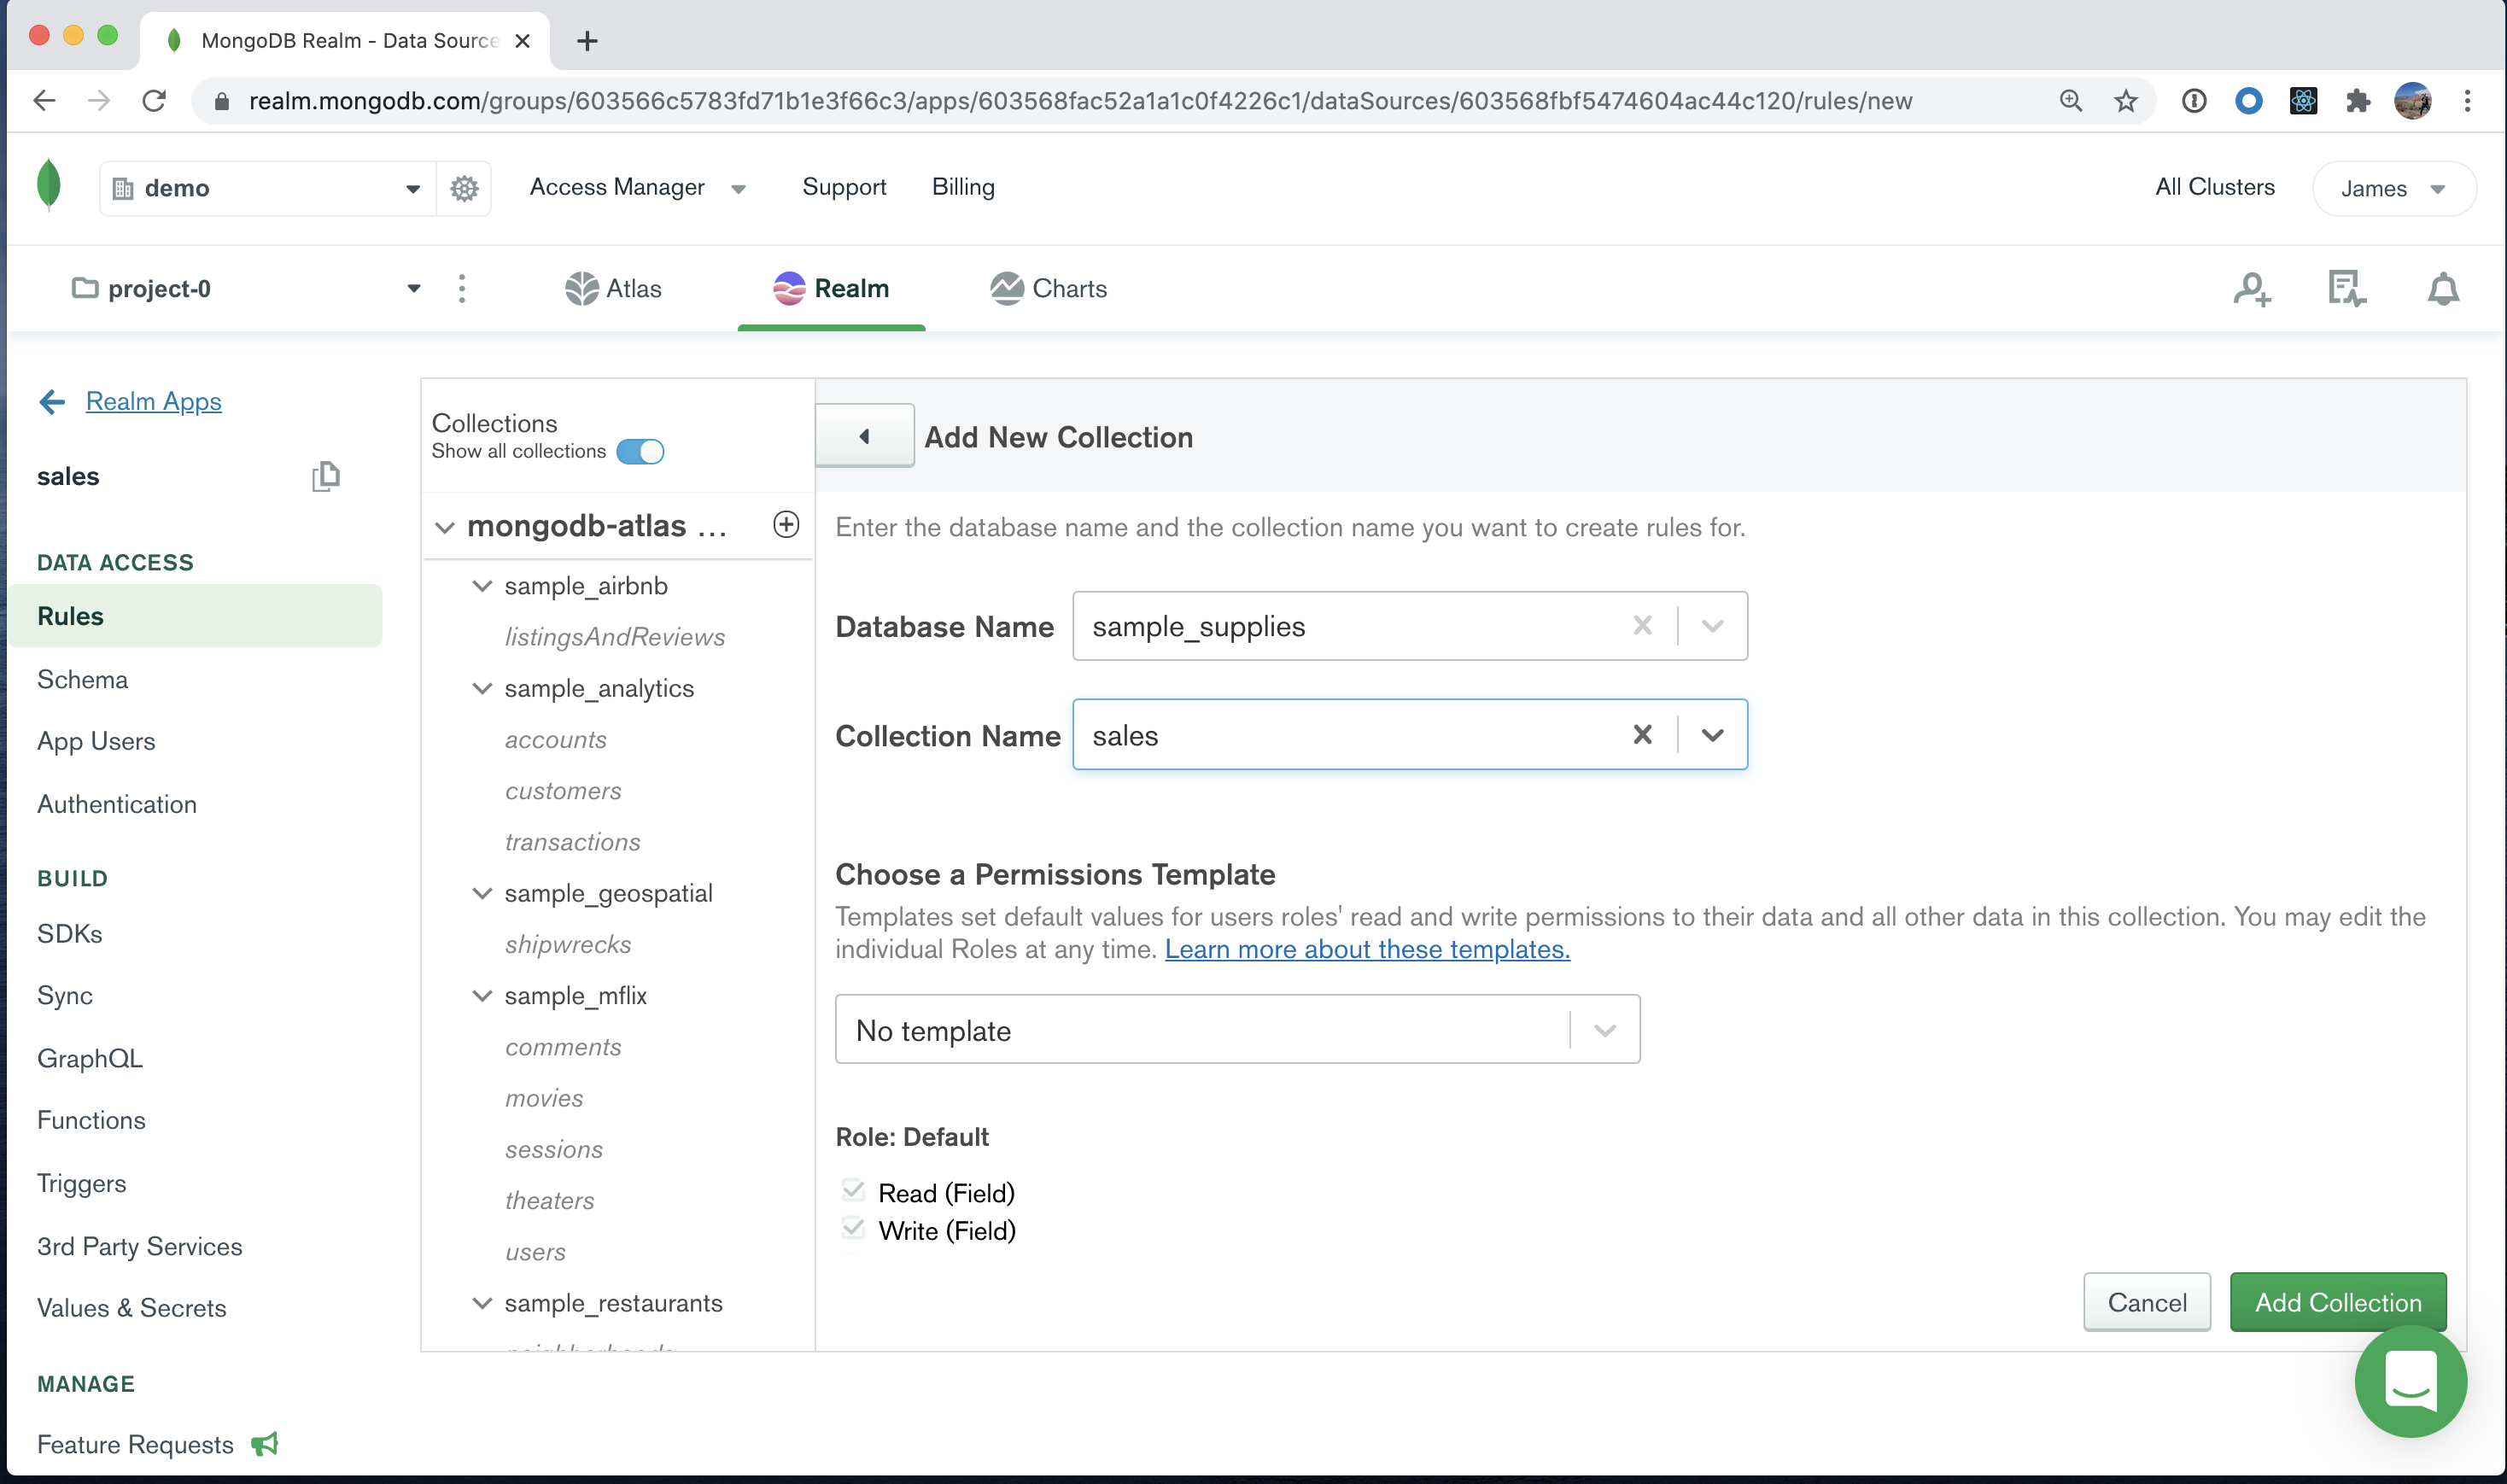 MongoDB Realm - Data Source
realm.mongodb.com/groups/603566c5783fd71b1e3f66c3/apps/603568fac52a1a1c0f4226c1/dataSources/603568fbf5474604ac44c120/rules/new
demo
Access Manager
Support
Billing
All Clusters
James
project-0
Atlas
Realm
Charts
Realm Apps
sales
DATA ACCESS
Rules
Schema
App Users
Authentication
BUILD
SDKs
Sync
GraphQL
Functions
Triggers
3rd Party Services
Values & Secrets
MANAGE
Feature Requests
Collections
Show all collections
mongodb-atlas ...
sample_airbnb
listingsAndReviews
sample_analytics
accounts
customers
transactions
sample_geospatial
shipwrecks
sample_mflix
comments
movies
sessions
theaters
users
sample_restaurants
Add New Collection
Enter the database name and the collection name you want to create rules for.
Database Name
sample_supplies
Collection Name
sales
Choose a Permissions Template
Templates set default values for users roles' read and write permissions to their data and all other data in this collection. You may edit the
individual Roles at any time. Learn more about these templates.
No template
Role: Default
Read (Field)
Write (Field)
Cancel
Add Collection